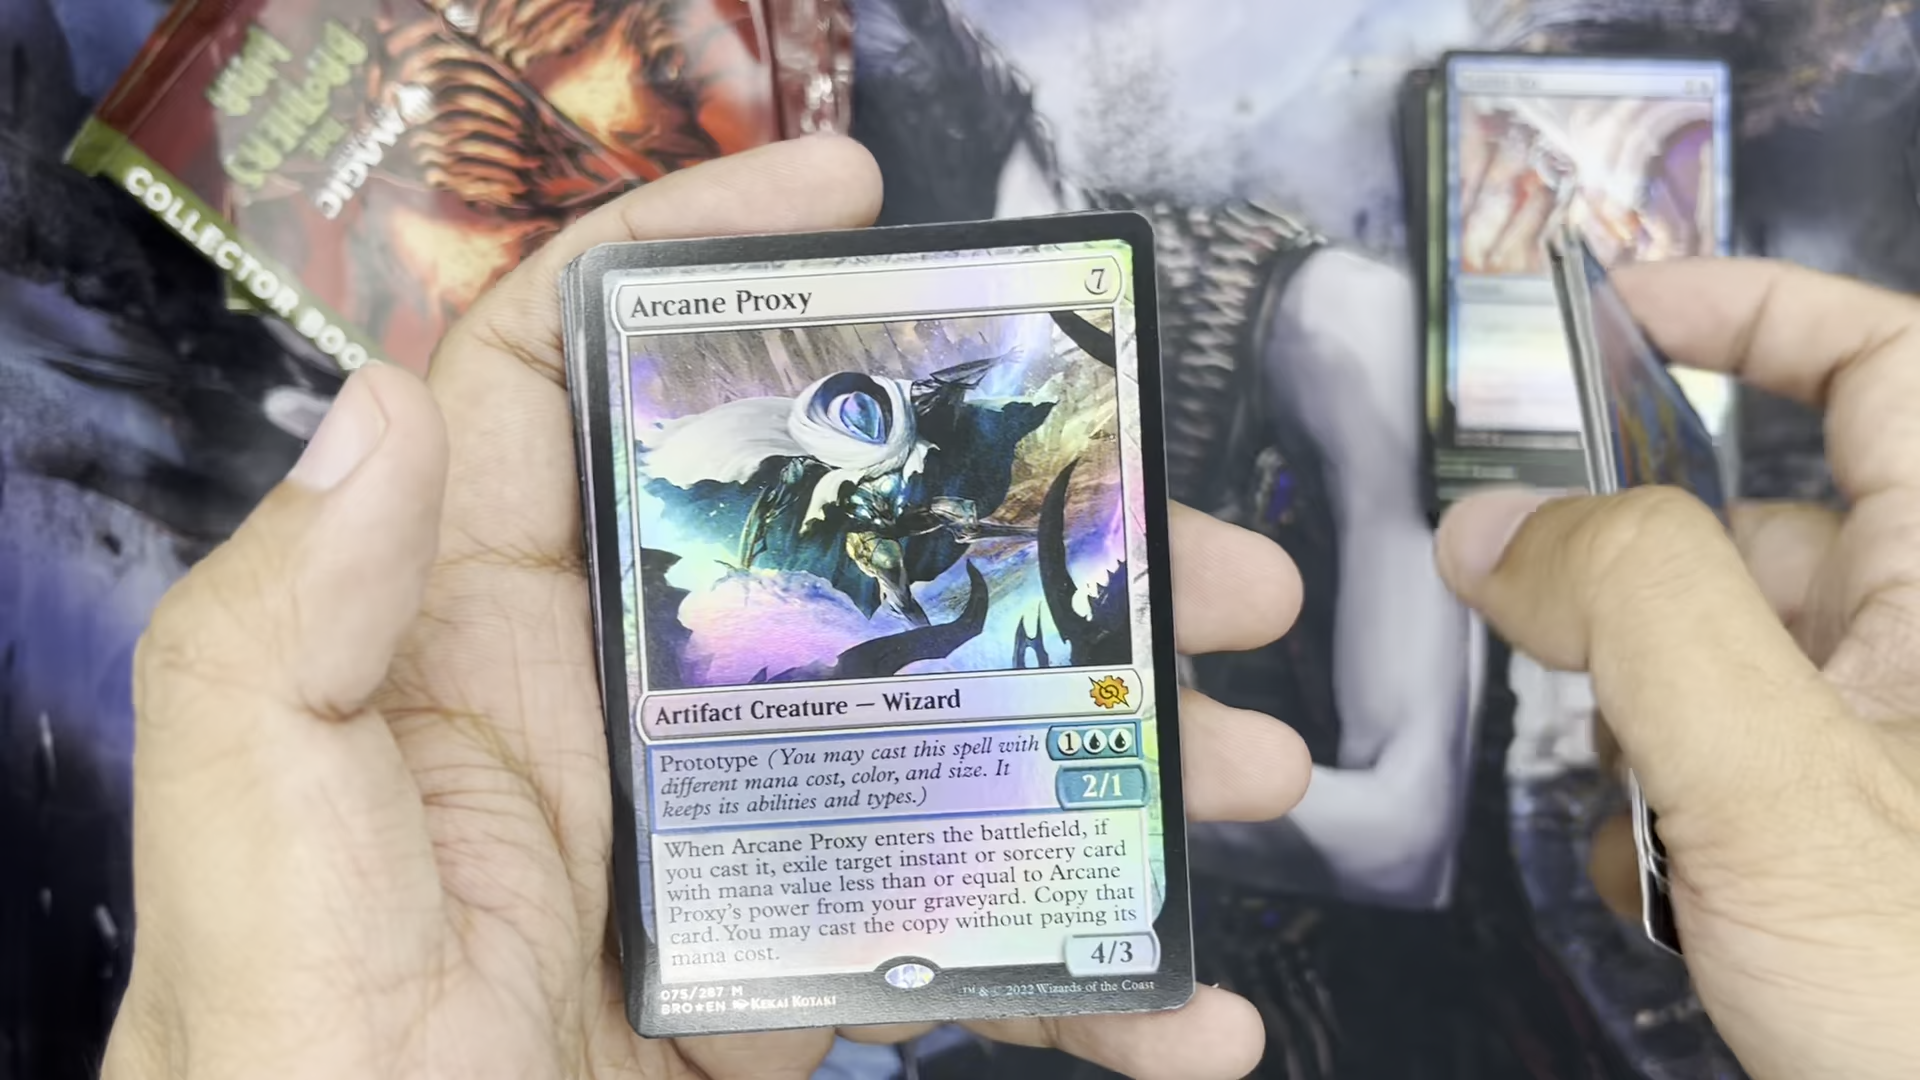 THE
BROTHERS'
WAR
MAGIC
COLLECTOR BOO
Arcane Proxy
7
Artifact Creature — Wizard
Prototype (You may cast this spell with
different mana cost, color, and size. It
keeps its abilities and types.)
1
2/1
When Arcane Proxy enters the battlefield, if
you cast it, exile target instant or sorcery card
with mana value less than or equal to Arcane
Proxy's power from your graveyard. Copy that
card. You may cast the copy without paying its
mana cost.
4/3
075/287 M
BRO★EN KEKAI KOTAKI
™ & © 2022 Wizards of the Coast